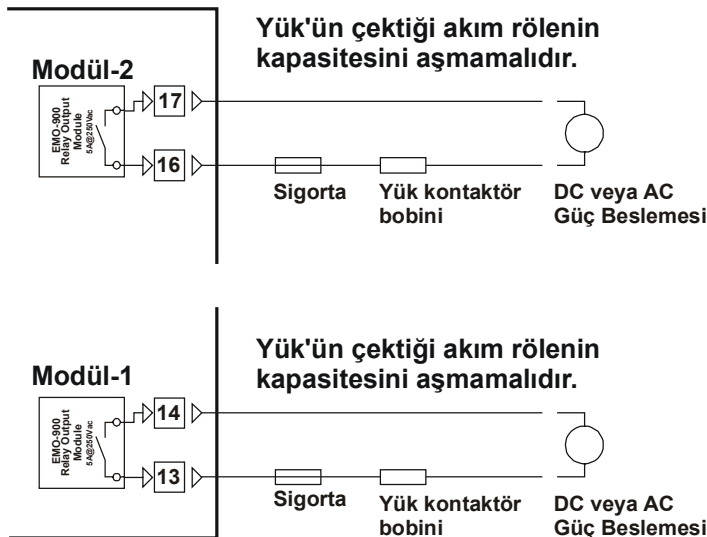 Yük'ün çektiği akım rölenin
kapasitesini aşmamalıdır.
Modül-2
EMO-900
Relay Output
Module
5A@250Vac
17
16
Sigorta
Yük kontaktör
bobini
DC veya AC
Güç Beslemesi
Yük'ün çektiği akım rölenin
kapasitesini aşmamalıdır.
Modül-1
EMO-900
Relay Output
Module
5A@250Vac
14
13
Sigorta
Yük kontaktör
bobini
DC veya AC
Güç Beslemesi